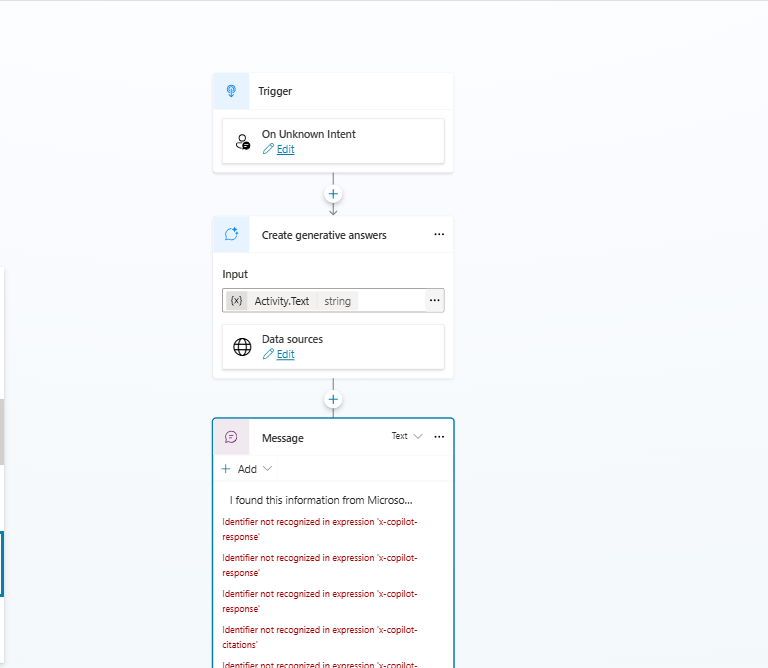 Trigger
On Unknown Intent
Edit
Create generative answers
Input
{x} Activity.Text string
Data sources
Edit
Message Text
+ Add
I found this information from Microso...
Identifier not recognized in expression 'x-copilot-
response'
Identifier not recognized in expression 'x-copilot-
response'
Identifier not recognized in expression 'x-copilot-
response'
Identifier not recognized in expression 'x-copilot-
citations'
Identifier not recognized in expression 'x-copilot-